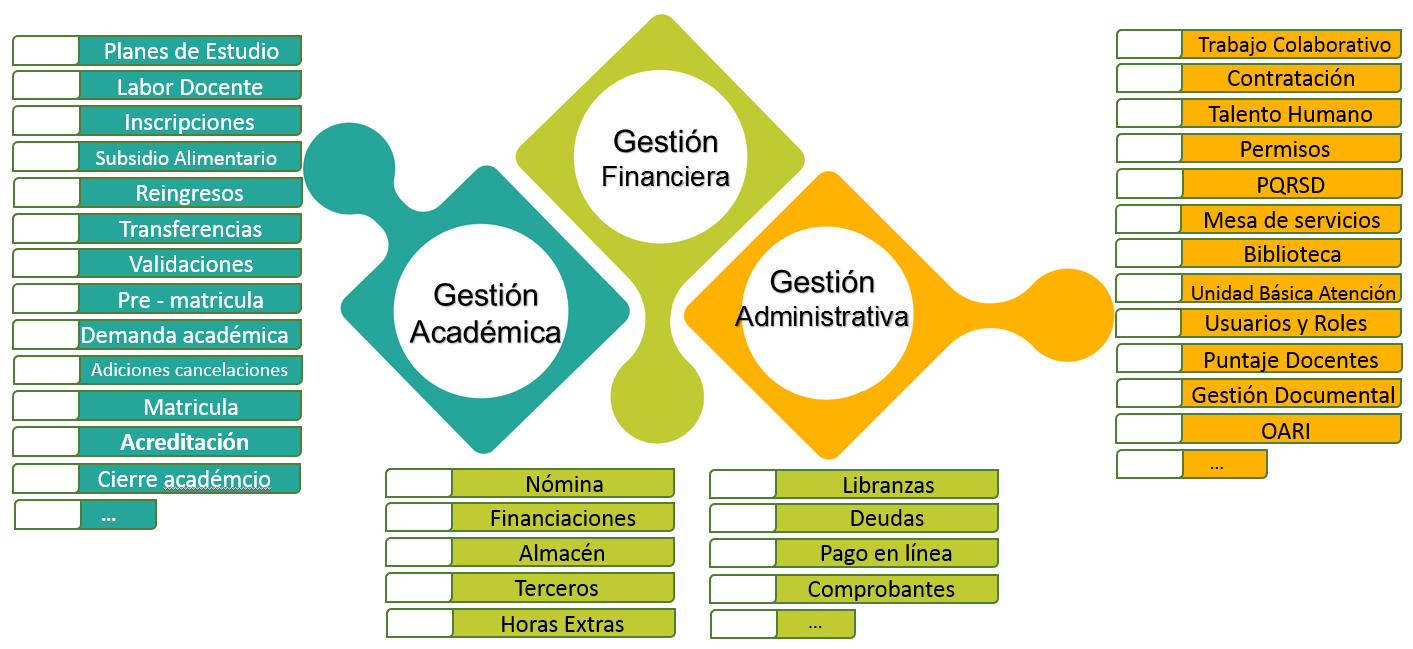 Planes de Estudio
Labor Docente
Inscripciones
Subsidio Alimentario
Reingresos
Transferencias
Validaciones
Pre - matricula
Demanda académica
Adiciones cancelaciones
Matricula
Acreditación
Cierre académcio
...
Gestión
Académica
Gestión
Financiera
Gestión
Administrativa
Nómina
Financiaciones
Almacén
Terceros
Horas Extras
Libranzas
Deudas
Pago en línea
Comprobantes
...
Trabajo Colaborativo
Contratación
Talento Humano
Permisos
PQRSD
Mesa de servicios
Biblioteca
Unidad Básica Atención
Usuarios y Roles
Puntaje Docentes
Gestión Documental
OARI
...